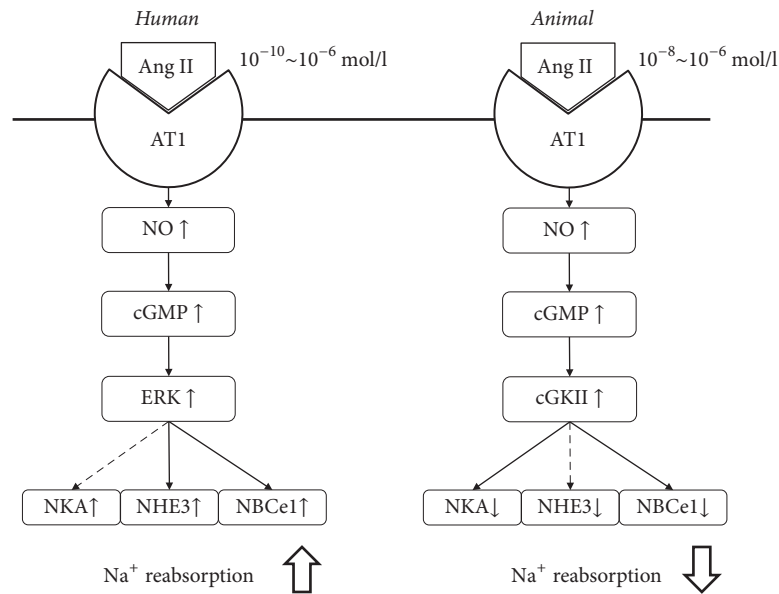 Human
Animal
Ang II
10⁻¹⁰~10⁻⁶ mol/l
Ang II
10⁻⁸~10⁻⁶ mol/l
AT1
AT1
NO ↑
NO ↑
cGMP ↑
cGMP ↑
ERK ↑
cGKII ↑
NKA↑ NHE3↑ NBCe1↑
NKA↓ NHE3↓ NBCe1↓
Na⁺ reabsorption
Na⁺ reabsorption